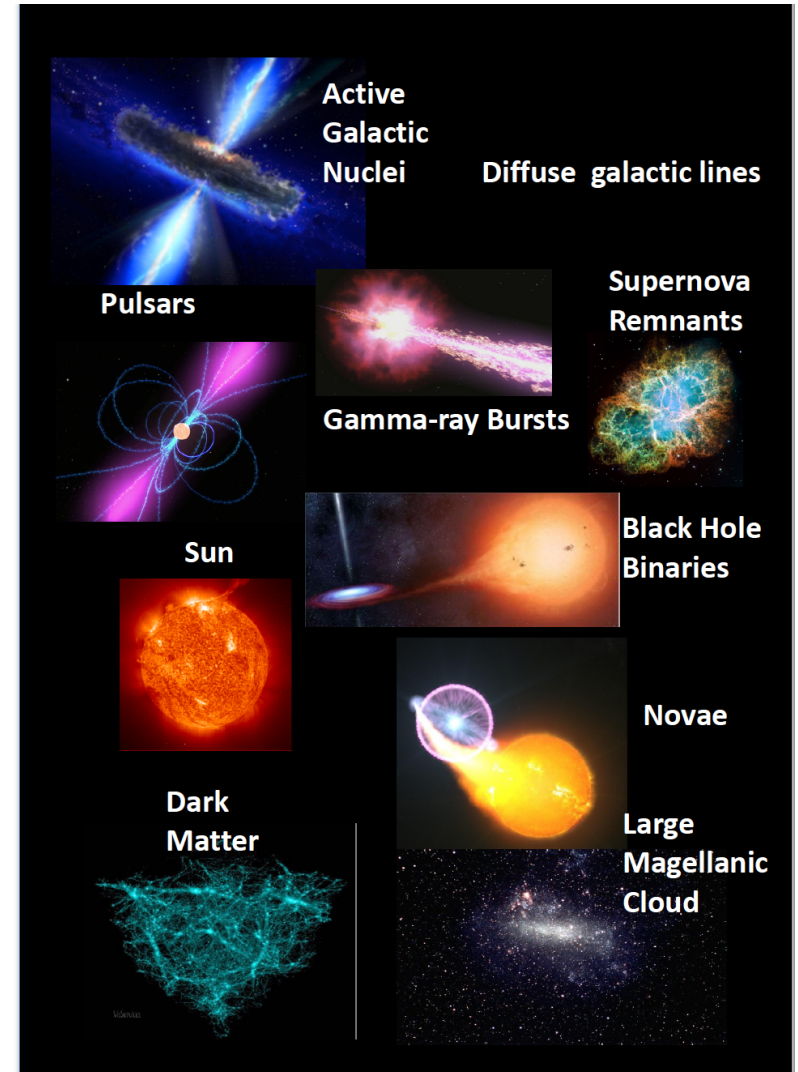 Active
Galactic
Nuclei
Diffuse galactic lines
Pulsars
Supernova
Remnants
Gamma-ray Bursts
Sun
Black Hole
Binaries
Novae
Dark
Matter
Large
Magellanic
Cloud